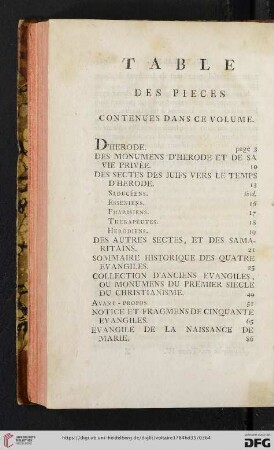 TABLE
DES PIECES
CONTENUES DANS CE VOLUME.
D'HERODE. page 3
DES MONUMENS D'HERODE ET DE SA
VIE PRIVÉE. 10
DES SECTES DES JUIFS VERS LE TEMPS
D'HERODE. 13
SADUCÉENS. ibid.
ESSÉNIENS. 16
PHARISIENS. 17
THERAPEUTES. 18
HERODIENS. 19
DES AUTRES SECTES, ET DES SAMA-
RITAINS. 21
SOMMAIRE HISTORIQUE DES QUATRE
EVANGILES. 25
COLLECTION D'ANCIENS EVANGILES,
OU MONUMENS DU PREMIER SIECLE
DU CHRISTIANISME. 49
AVANT-PROPOS. 51
NOTICE ET FRAGMENS DE CINQUANTE
EVANGILES. 65
EVANGILE DE LA NAISSANCE DE
MARIE. 86